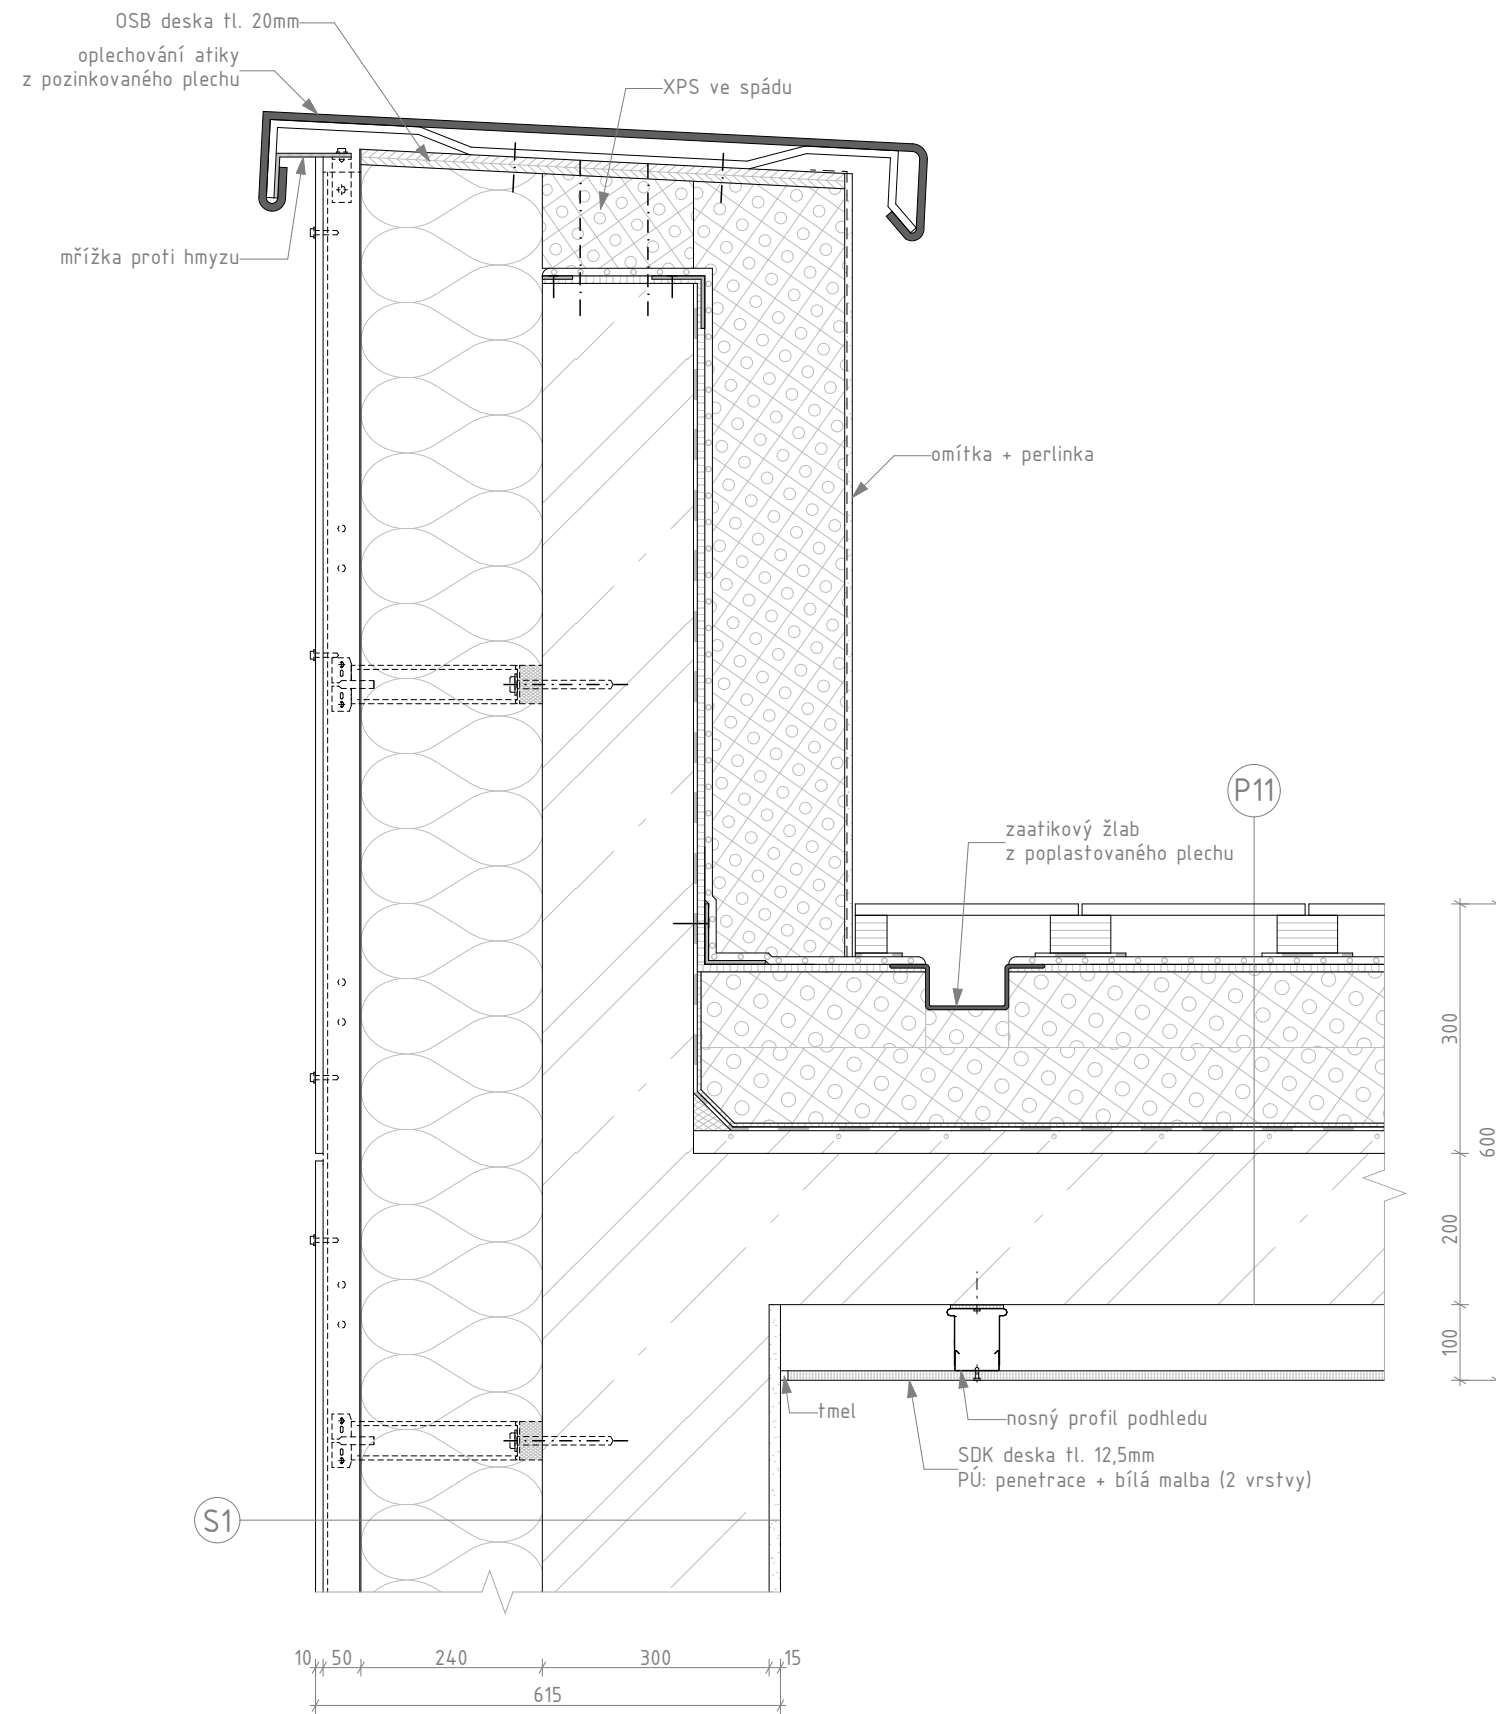 OSB deska tl. 20mm
oplechování atiky
z pozinkovaného plechu
XPS ve spádu
mřížka proti hmyzu
omítka + perlinka
P11
zaatikový žlab
z poplastovaného plechu
300
600
200
100
tmel
nosný profil podhledu
SDK deska tl. 12,5mm
PÚ: penetrace + bílá malba (2 vrstvy)
S1
10 50 240 300 15
615